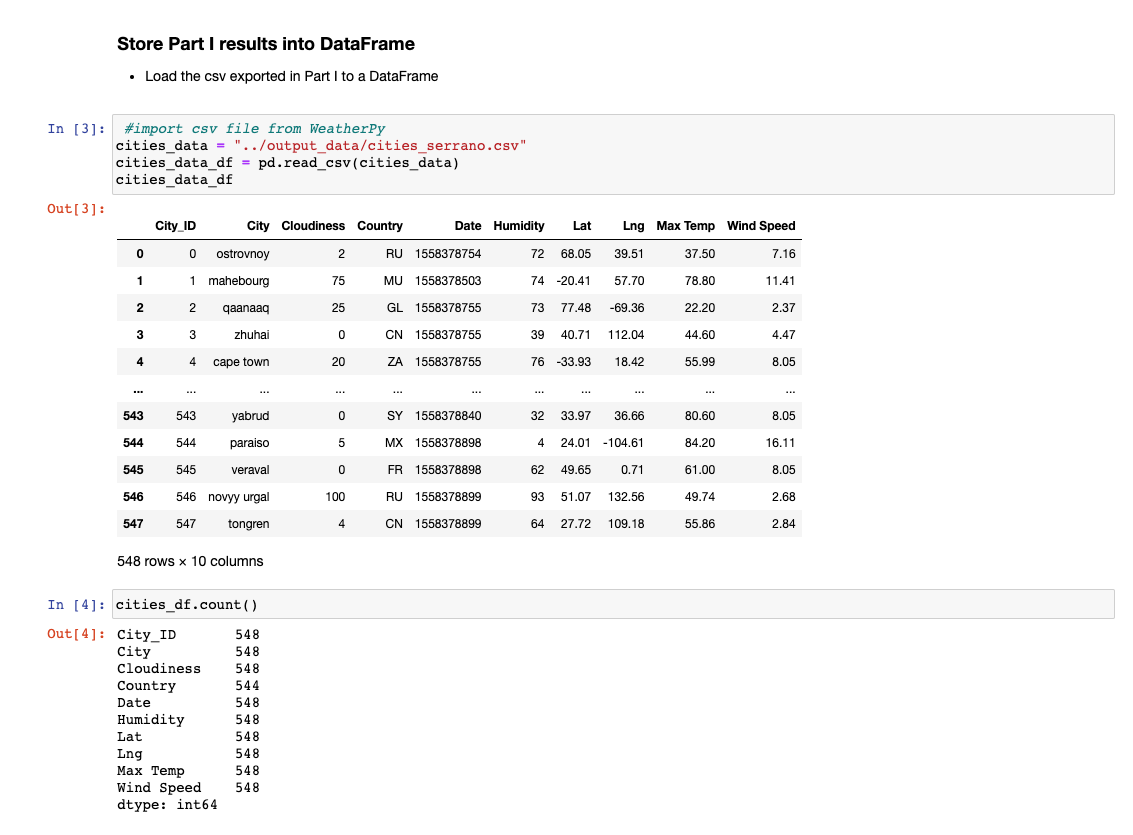 Store Part I results into DataFrame
• Load the csv exported in Part I to a DataFrame
In [3]: #import csv file from WeatherPy
cities_data = "../output_data/cities_serrano.csv"
cities_data_df = pd.read_csv(cities_data)
cities_data_df
Out[3]:
City_ID City Cloudiness Country Date Humidity Lat Lng Max Temp Wind Speed
0 0 ostrovnoy 2 RU 1558378754 72 68.05 39.51 37.50 7.16
1 1 mahebourg 75 MU 1558378503 74 -20.41 57.70 78.80 11.41
2 2 qaanaaq 25 GL 1558378755 73 77.48 -69.36 22.20 2.37
3 3 zhuhai 0 CN 1558378755 39 40.71 112.04 44.60 4.47
4 4 cape town 20 ZA 1558378755 76 -33.93 18.42 55.99 8.05
... ... ... ... ... ... ... ... ... ... ...
543 543 yabrud 0 SY 1558378840 32 33.97 36.66 80.60 8.05
544 544 paraiso 5 MX 1558378898 4 24.01 -104.61 84.20 16.11
545 545 veraval 0 FR 1558378898 62 49.65 0.71 61.00 8.05
546 546 novyy urgal 100 RU 1558378899 93 51.07 132.56 49.74 2.68
547 547 tongren 4 CN 1558378899 64 27.72 109.18 55.86 2.84
548 rows × 10 columns
In [4]: cities_df.count()
Out[4]: City_ID 548
City 548
Cloudiness 548
Country 544
Date 548
Humidity 548
Lat 548
Lng 548
Max Temp 548
Wind Speed 548
dtype: int64